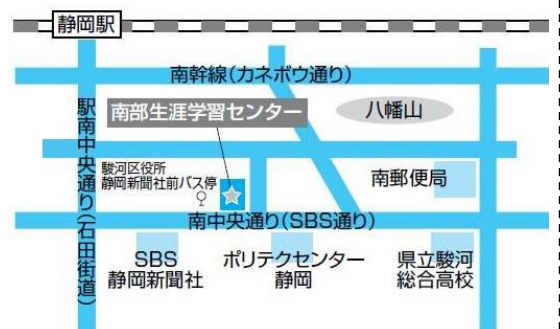 静岡駅
南幹線(カネボウ通り)
南部生涯学習センター
八幡山
駅南中央通り(石田街道)
駿河区役所
静岡新聞社前バス停
南郵便局
南中央通り(SBS通り)
SBS
静岡新聞社
ポリテクセンター
静岡
県立駿河
総合高校